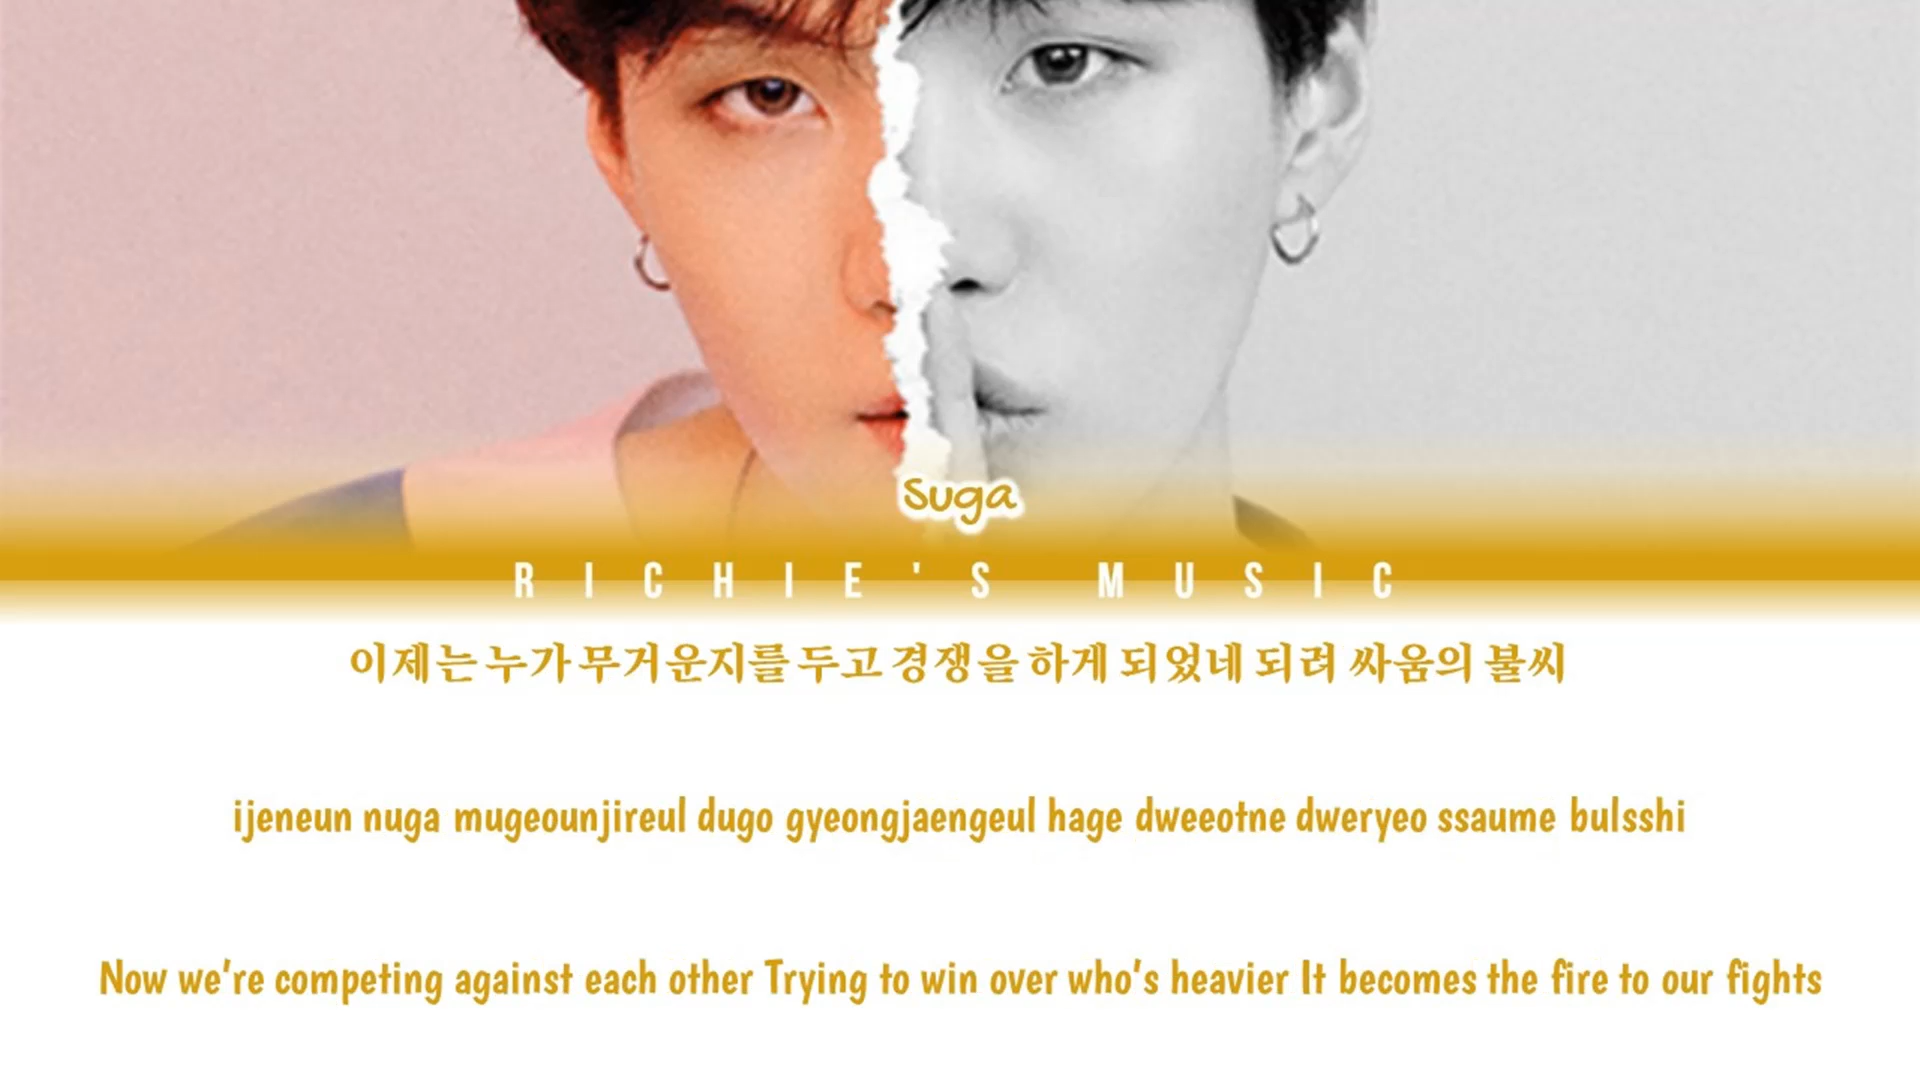 Suga
RICHIE'S MUSIC
이제는 누가 무거운지를 두고 경쟁을 하게 되었네 되려 싸움의 불씨
ijeneun nuga mugeounjireul dugo gyeongjaengeul hage dweeotne dweryeo ssaume bulsshi
Now we're competing against each other Trying to win over who's heavier It becomes the fire to our fights